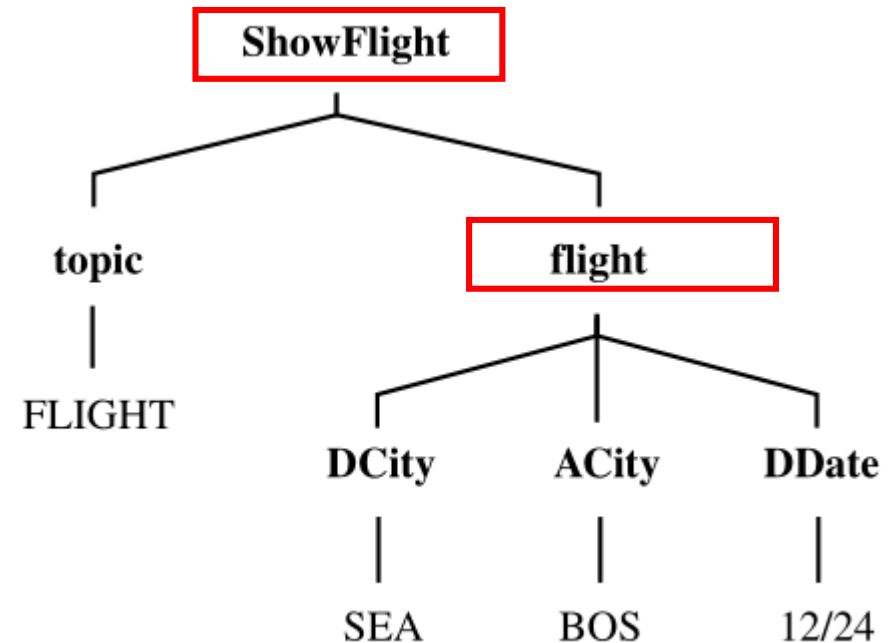 ShowFlight
topic flight
FLIGHT
DCity ACity DDate
SEA BOS 12/24